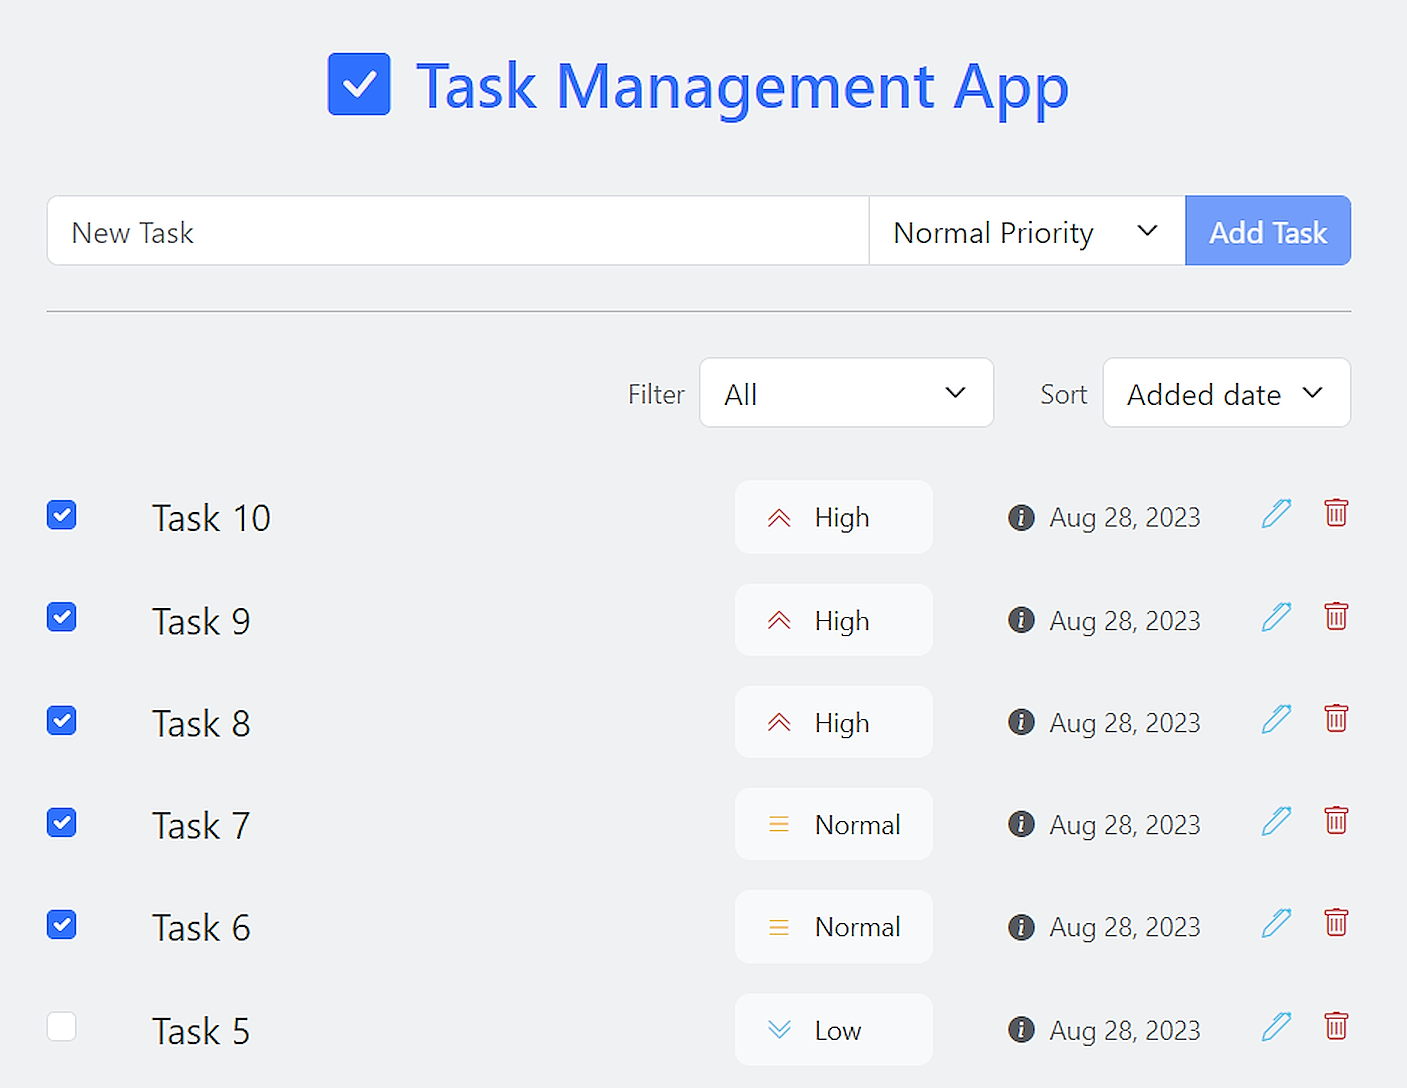 Task Management App
New Task Normal Priority Add Task
Filter All Sort Added date
Task 10 High Aug 28, 2023
Task 9 High Aug 28, 2023
Task 8 High Aug 28, 2023
Task 7 Normal Aug 28, 2023
Task 6 Normal Aug 28, 2023
Task 5 Low Aug 28, 2023